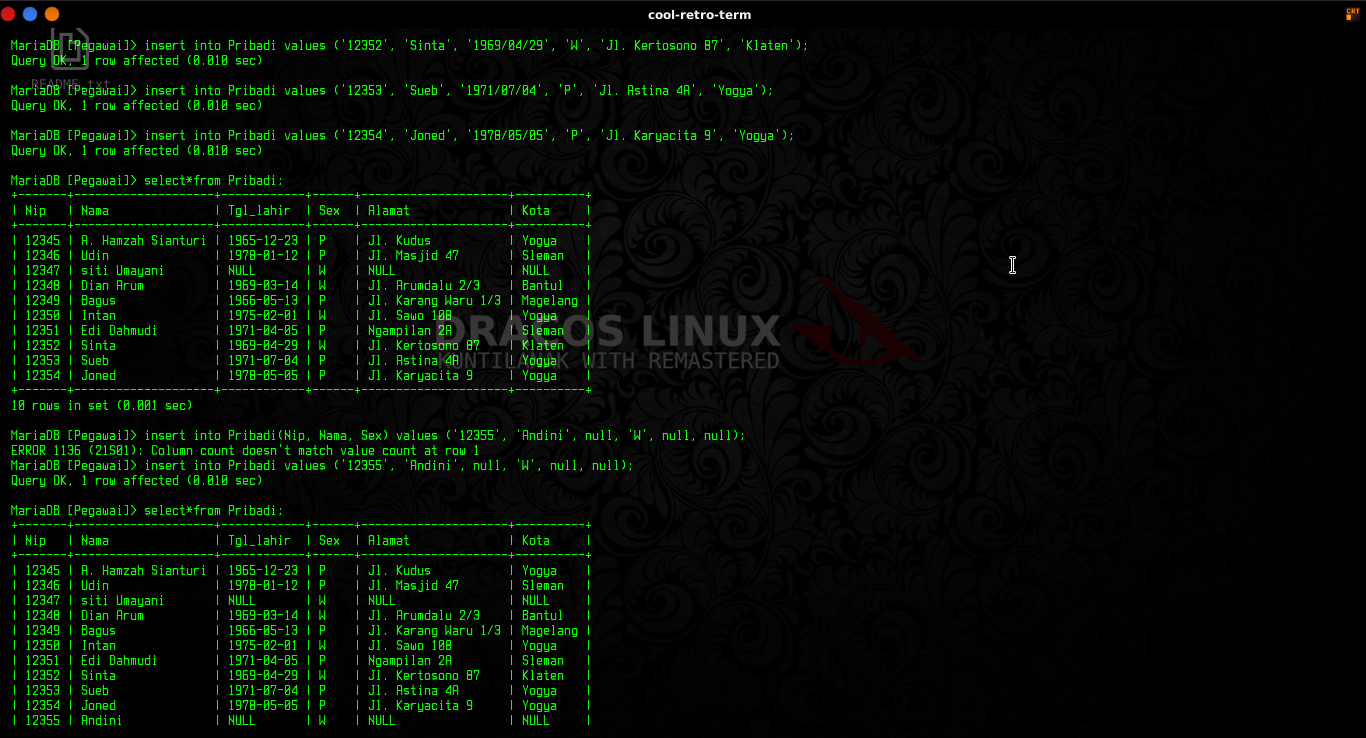 cool-retro-term
CRT
README.txt
MariaDB [Pegawai]> insert into Pribadi values ('12352', 'Sinta', '1969/04/29', 'W', 'Jl. Kertosono 87', 'Klaten');
Query OK, 1 row affected (0.010 sec)
MariaDB [Pegawai]> insert into Pribadi values ('12353', 'Sueb', '1971/07/04', 'P', 'Jl. Astina 4A', 'Yogya');
Query OK, 1 row affected (0.010 sec)
MariaDB [Pegawai]> insert into Pribadi values ('12354', 'Joned', '1978/05/05', 'P', 'Jl. Karyacita 9', 'Yogya');
Query OK, 1 row affected (0.010 sec)
MariaDB [Pegawai]> select*from Pribadi;
+-------+--------------------+------------+------+---------------------+----------+
| Nip | Nama | Tgl_lahir | Sex | Alamat | Kota |
+-------+--------------------+------------+------+---------------------+----------+
| 12345 | A. Hamzah Sianturi | 1965-12-23 | P | Jl. Kudus | Yogya |
| 12346 | Udin | 1978-01-12 | P | Jl. Masjid 47 | Sleman |
| 12347 | siti Umayani | NULL | W | NULL | NULL |
| 12348 | Dian Arum | 1969-03-14 | W | Jl. Arumdalu 2/3 | Bantul |
| 12349 | Bagus | 1966-05-13 | P | Jl. Karang Waru 1/3 | Magelang |
| 12350 | Intan | 1975-02-01 | W | Jl. Sawo 108 | Yogya |
| 12351 | Edi Dahmudi | 1971-04-05 | P | Ngampilan 2A | Sleman |
| 12352 | Sinta | 1969-04-29 | W | Jl. Kertosono 87 | Klaten |
| 12353 | Sueb | 1971-07-04 | P | Jl. Astina 4A | Yogya |
| 12354 | Joned | 1978-05-05 | P | Jl. Karyacita 9 | Yogya |
+-------+--------------------+------------+------+---------------------+----------+
10 rows in set (0.001 sec)
DRACOS LINUX
KUNTILANAK WITH REMASTERED
MariaDB [Pegawai]> insert into Pribadi(Nip, Nama, Sex) values ('12355', 'Andini', null, 'W', null, null);
ERROR 1136 (21S01): Column count doesn't match value count at row 1
MariaDB [Pegawai]> insert into Pribadi values ('12355', 'Andini', null, 'W', null, null);
Query OK, 1 row affected (0.010 sec)
MariaDB [Pegawai]> select*from Pribadi;
+-------+--------------------+------------+------+---------------------+----------+
| Nip | Nama | Tgl_lahir | Sex | Alamat | Kota |
+-------+--------------------+------------+------+---------------------+----------+
| 12345 | A. Hamzah Sianturi | 1965-12-23 | P | Jl. Kudus | Yogya |
| 12346 | Udin | 1978-01-12 | P | Jl. Masjid 47 | Sleman |
| 12347 | siti Umayani | NULL | W | NULL | NULL |
| 12348 | Dian Arum | 1969-03-14 | W | Jl. Arumdalu 2/3 | Bantul |
| 12349 | Bagus | 1966-05-13 | P | Jl. Karang Waru 1/3 | Magelang |
| 12350 | Intan | 1975-02-01 | W | Jl. Sawo 108 | Yogya |
| 12351 | Edi Dahmudi | 1971-04-05 | P | Ngampilan 2A | Sleman |
| 12352 | Sinta | 1969-04-29 | W | Jl. Kertosono 87 | Klaten |
| 12353 | Sueb | 1971-07-04 | P | Jl. Astina 4A | Yogya |
| 12354 | Joned | 1978-05-05 | P | Jl. Karyacita 9 | Yogya |
| 12355 | Andini | NULL | W | NULL | NULL |